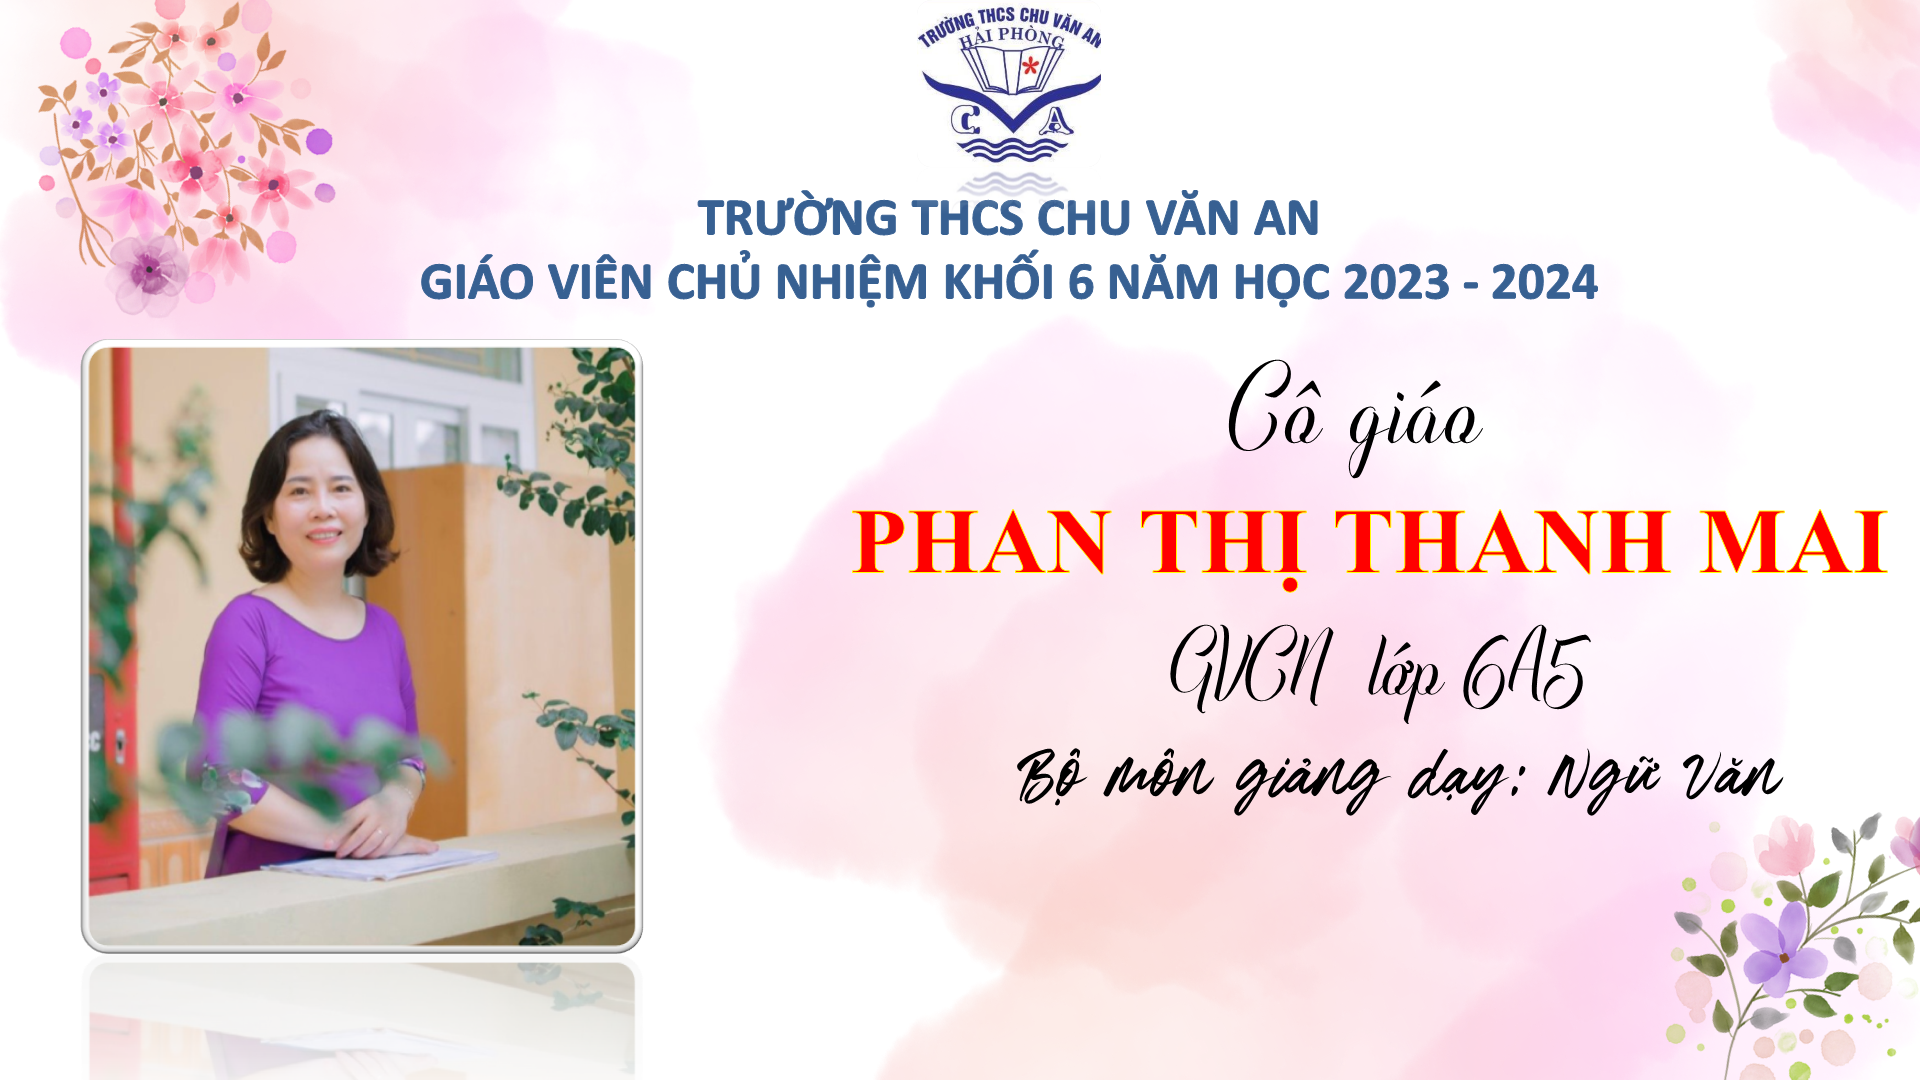 TRƯỜNG THCS CHU VĂN AN
HẢI PHÒNG
C A
TRƯỜNG THCS CHU VĂN AN
GIÁO VIÊN CHỦ NHIỆM KHỐI 6 NĂM HỌC 2023 - 2024
Cô giáo
PHAN THỊ THANH MAI
GVCN lớp 6A5
Bộ môn giảng dạy: Ngữ Văn